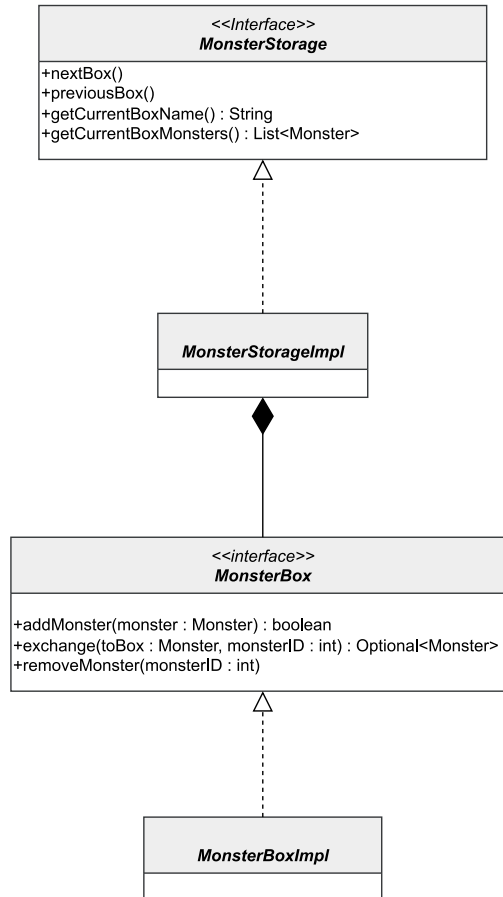 <<Interface>>
MonsterStorage
+nextBox()
+previousBox()
+getCurrentBoxName() : String
+getCurrentBoxMonsters() : List<Monster>
MonsterStorageImpl
<<interface>>
MonsterBox
+addMonster(monster : Monster) : boolean
+exchange(toBox : Monster, monsterID : int) : Optional<Monster>
+removeMonster(monsterID : int)
MonsterBoxImpl